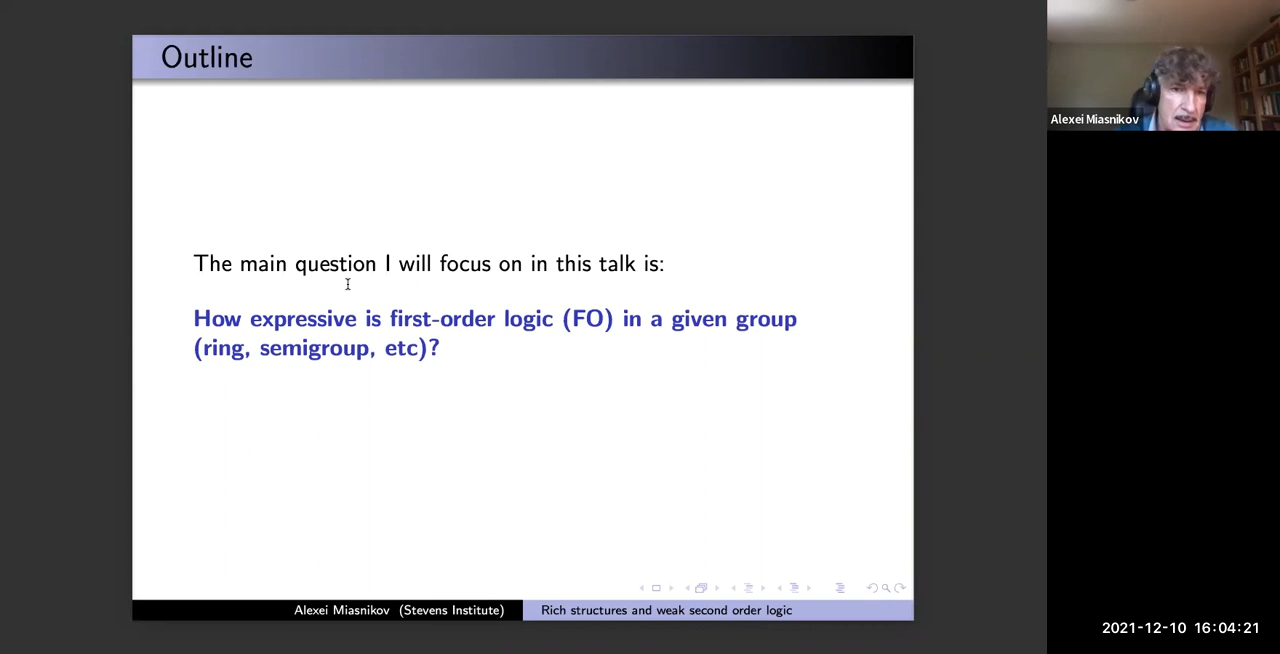 Outline
The main question I will focus on in this talk is:
How expressive is first-order logic (FO) in a given group
(ring, semigroup, etc)?
Alexei Miasnikov (Stevens Institute)
Rich structures and weak second order logic
Alexei Miasnikov
2021-12-10 16:04:21